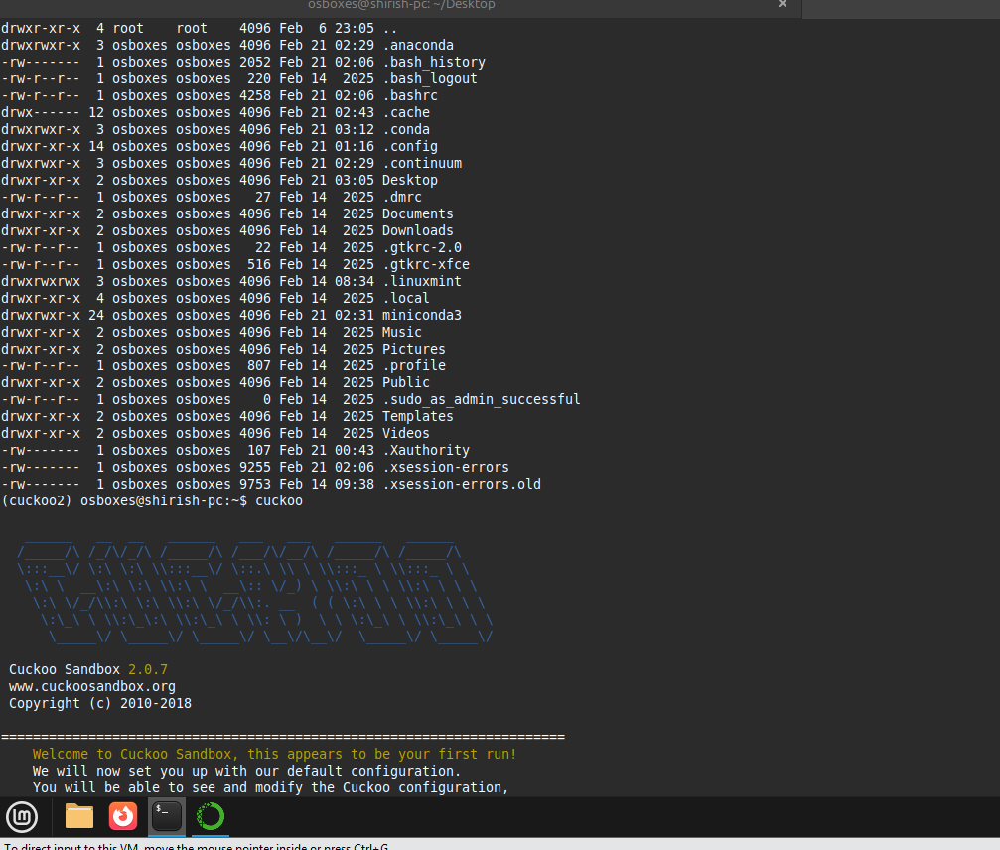 osboxes@shirish-pc: ~/Desktop
drwxr-xr-x  4 root    root    4096 Feb  6 23:05 ..
drwxrwxr-x  3 osboxes osboxes 4096 Feb 21 02:29 .anaconda
-rw-------  1 osboxes osboxes 2052 Feb 21 02:06 .bash_history
-rw-r--r--  1 osboxes osboxes  220 Feb 14  2025 .bash_logout
-rw-r--r--  1 osboxes osboxes 4258 Feb 21 02:06 .bashrc
drwx------ 12 osboxes osboxes 4096 Feb 21 02:43 .cache
drwxrwxr-x  3 osboxes osboxes 4096 Feb 21 03:12 .conda
drwxr-xr-x 14 osboxes osboxes 4096 Feb 21 01:16 .config
drwxrwxr-x  3 osboxes osboxes 4096 Feb 21 02:29 .continuum
drwxr-xr-x  2 osboxes osboxes 4096 Feb 21 03:05 Desktop
-rw-r--r--  1 osboxes osboxes   27 Feb 14  2025 .dmrc
drwxr-xr-x  2 osboxes osboxes 4096 Feb 14  2025 Documents
drwxr-xr-x  2 osboxes osboxes 4096 Feb 14  2025 Downloads
-rw-r--r--  1 osboxes osboxes   22 Feb 14  2025 .gtkrc-2.0
-rw-r--r--  1 osboxes osboxes  516 Feb 14  2025 .gtkrc-xfce
drwxrwxrwx  3 osboxes osboxes 4096 Feb 14 08:34 .linuxmint
drwxr-xr-x  4 osboxes osboxes 4096 Feb 14  2025 .local
drwxrwxr-x 24 osboxes osboxes 4096 Feb 21 02:31 miniconda3
drwxr-xr-x  2 osboxes osboxes 4096 Feb 14  2025 Music
drwxr-xr-x  2 osboxes osboxes 4096 Feb 14  2025 Pictures
-rw-r--r--  1 osboxes osboxes  807 Feb 14  2025 .profile
drwxr-xr-x  2 osboxes osboxes 4096 Feb 14  2025 Public
-rw-r--r--  1 osboxes osboxes    0 Feb 14  2025 .sudo_as_admin_successful
drwxr-xr-x  2 osboxes osboxes 4096 Feb 14  2025 Templates
drwxr-xr-x  2 osboxes osboxes 4096 Feb 14  2025 Videos
-rw-------  1 osboxes osboxes  107 Feb 21 00:43 .Xauthority
-rw-------  1 osboxes osboxes 9255 Feb 21 02:06 .xsession-errors
-rw-------  1 osboxes osboxes 9753 Feb 14 09:38 .xsession-errors.old
(cuckoo2) osboxes@shirish-pc:~$ cuckoo
Cuckoo Sandbox 2.0.7
www.cuckoosandbox.org
Copyright (c) 2010-2018
=======================================================================
Welcome to Cuckoo Sandbox, this appears to be your first run!
We will now set you up with our default configuration.
You will be able to see and modify the Cuckoo configuration,
To direct input to this VM, move the mouse pointer inside or press Ctrl+G.